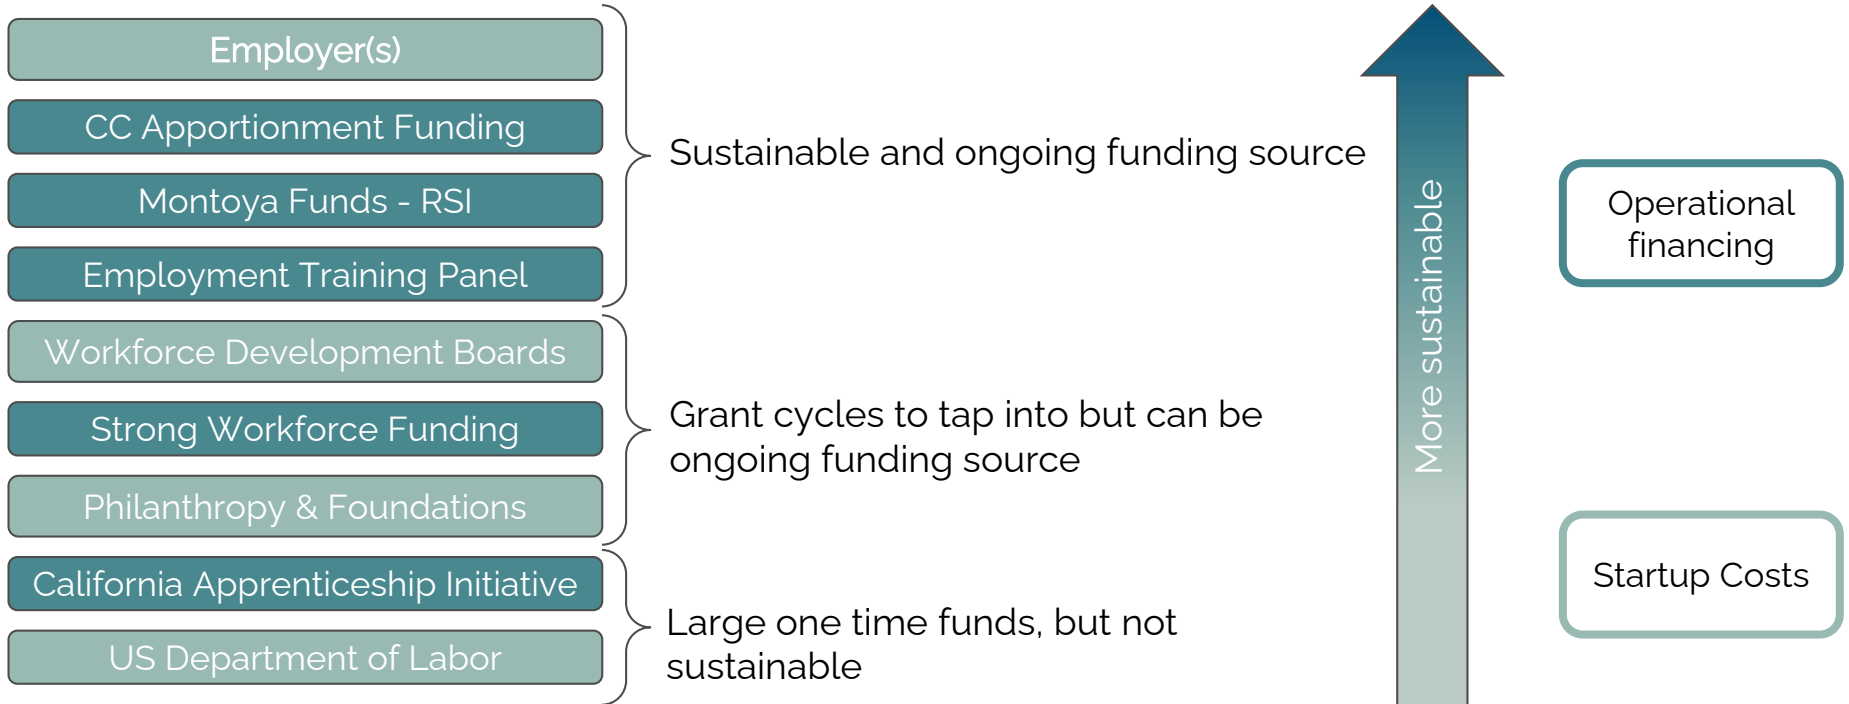 Employer(s)
CC Apportionment Funding
Montoya Funds - RSI
Employment Training Panel
Workforce Development Boards
Strong Workforce Funding
Philanthropy & Foundations
California Apprenticeship Initiative
US Department of Labor
Sustainable and ongoing funding source
Grant cycles to tap into but can be
ongoing funding source
Large one time funds, but not
sustainable
More sustainable
Operational
financing
Startup Costs